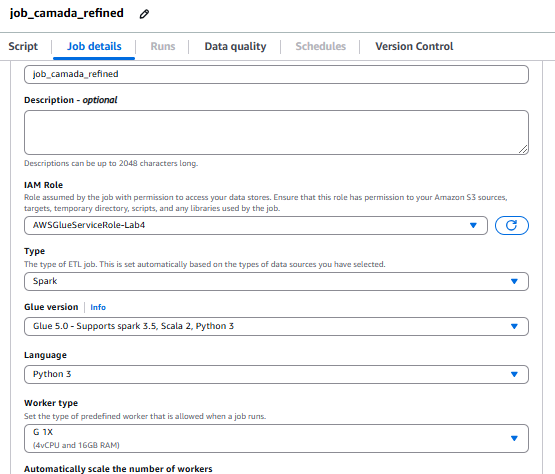 job_camada_refined
Script Job details Runs Data quality Schedules Version Control
job_camada_refined
Description - optional
Descriptions can be up to 2048 characters long.
IAM Role
Role assumed by the job with permission to access your data stores. Ensure that this role has permission to your Amazon S3 sources,
targets, temporary directory, scripts, and any libraries used by the job.
AWSGlueServiceRole-Lab4
Type
The type of ETL job. This is set automatically based on the types of data sources you have selected.
Spark
Glue version Info
Glue 5.0 - Supports spark 3.5, Scala 2, Python 3
Language
Python 3
Worker type
Set the type of predefined worker that is allowed when a job runs.
G 1X
(4vCPU and 16GB RAM)
Automatically scale the number of workers